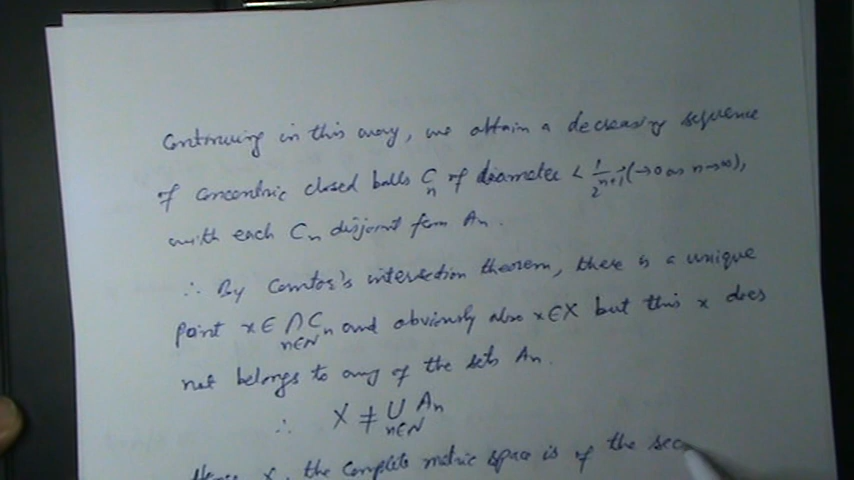 Continuing in this way, we obtain a decreasing sequence
of concentric closed balls Cn of diameter < 1/2^(n+1) (→0 as n→∞),
with each Cn disjoint from An.
∴ By Cantor's intersection theorem, there is a unique
point x ∈ ∩ Cn and obviously also x ∈ X but this x does
n∈N
not belongs to any of the sets An.
∴ X ≠ ∪ An
n∈N
Hence X, the complete metric space is of the sec